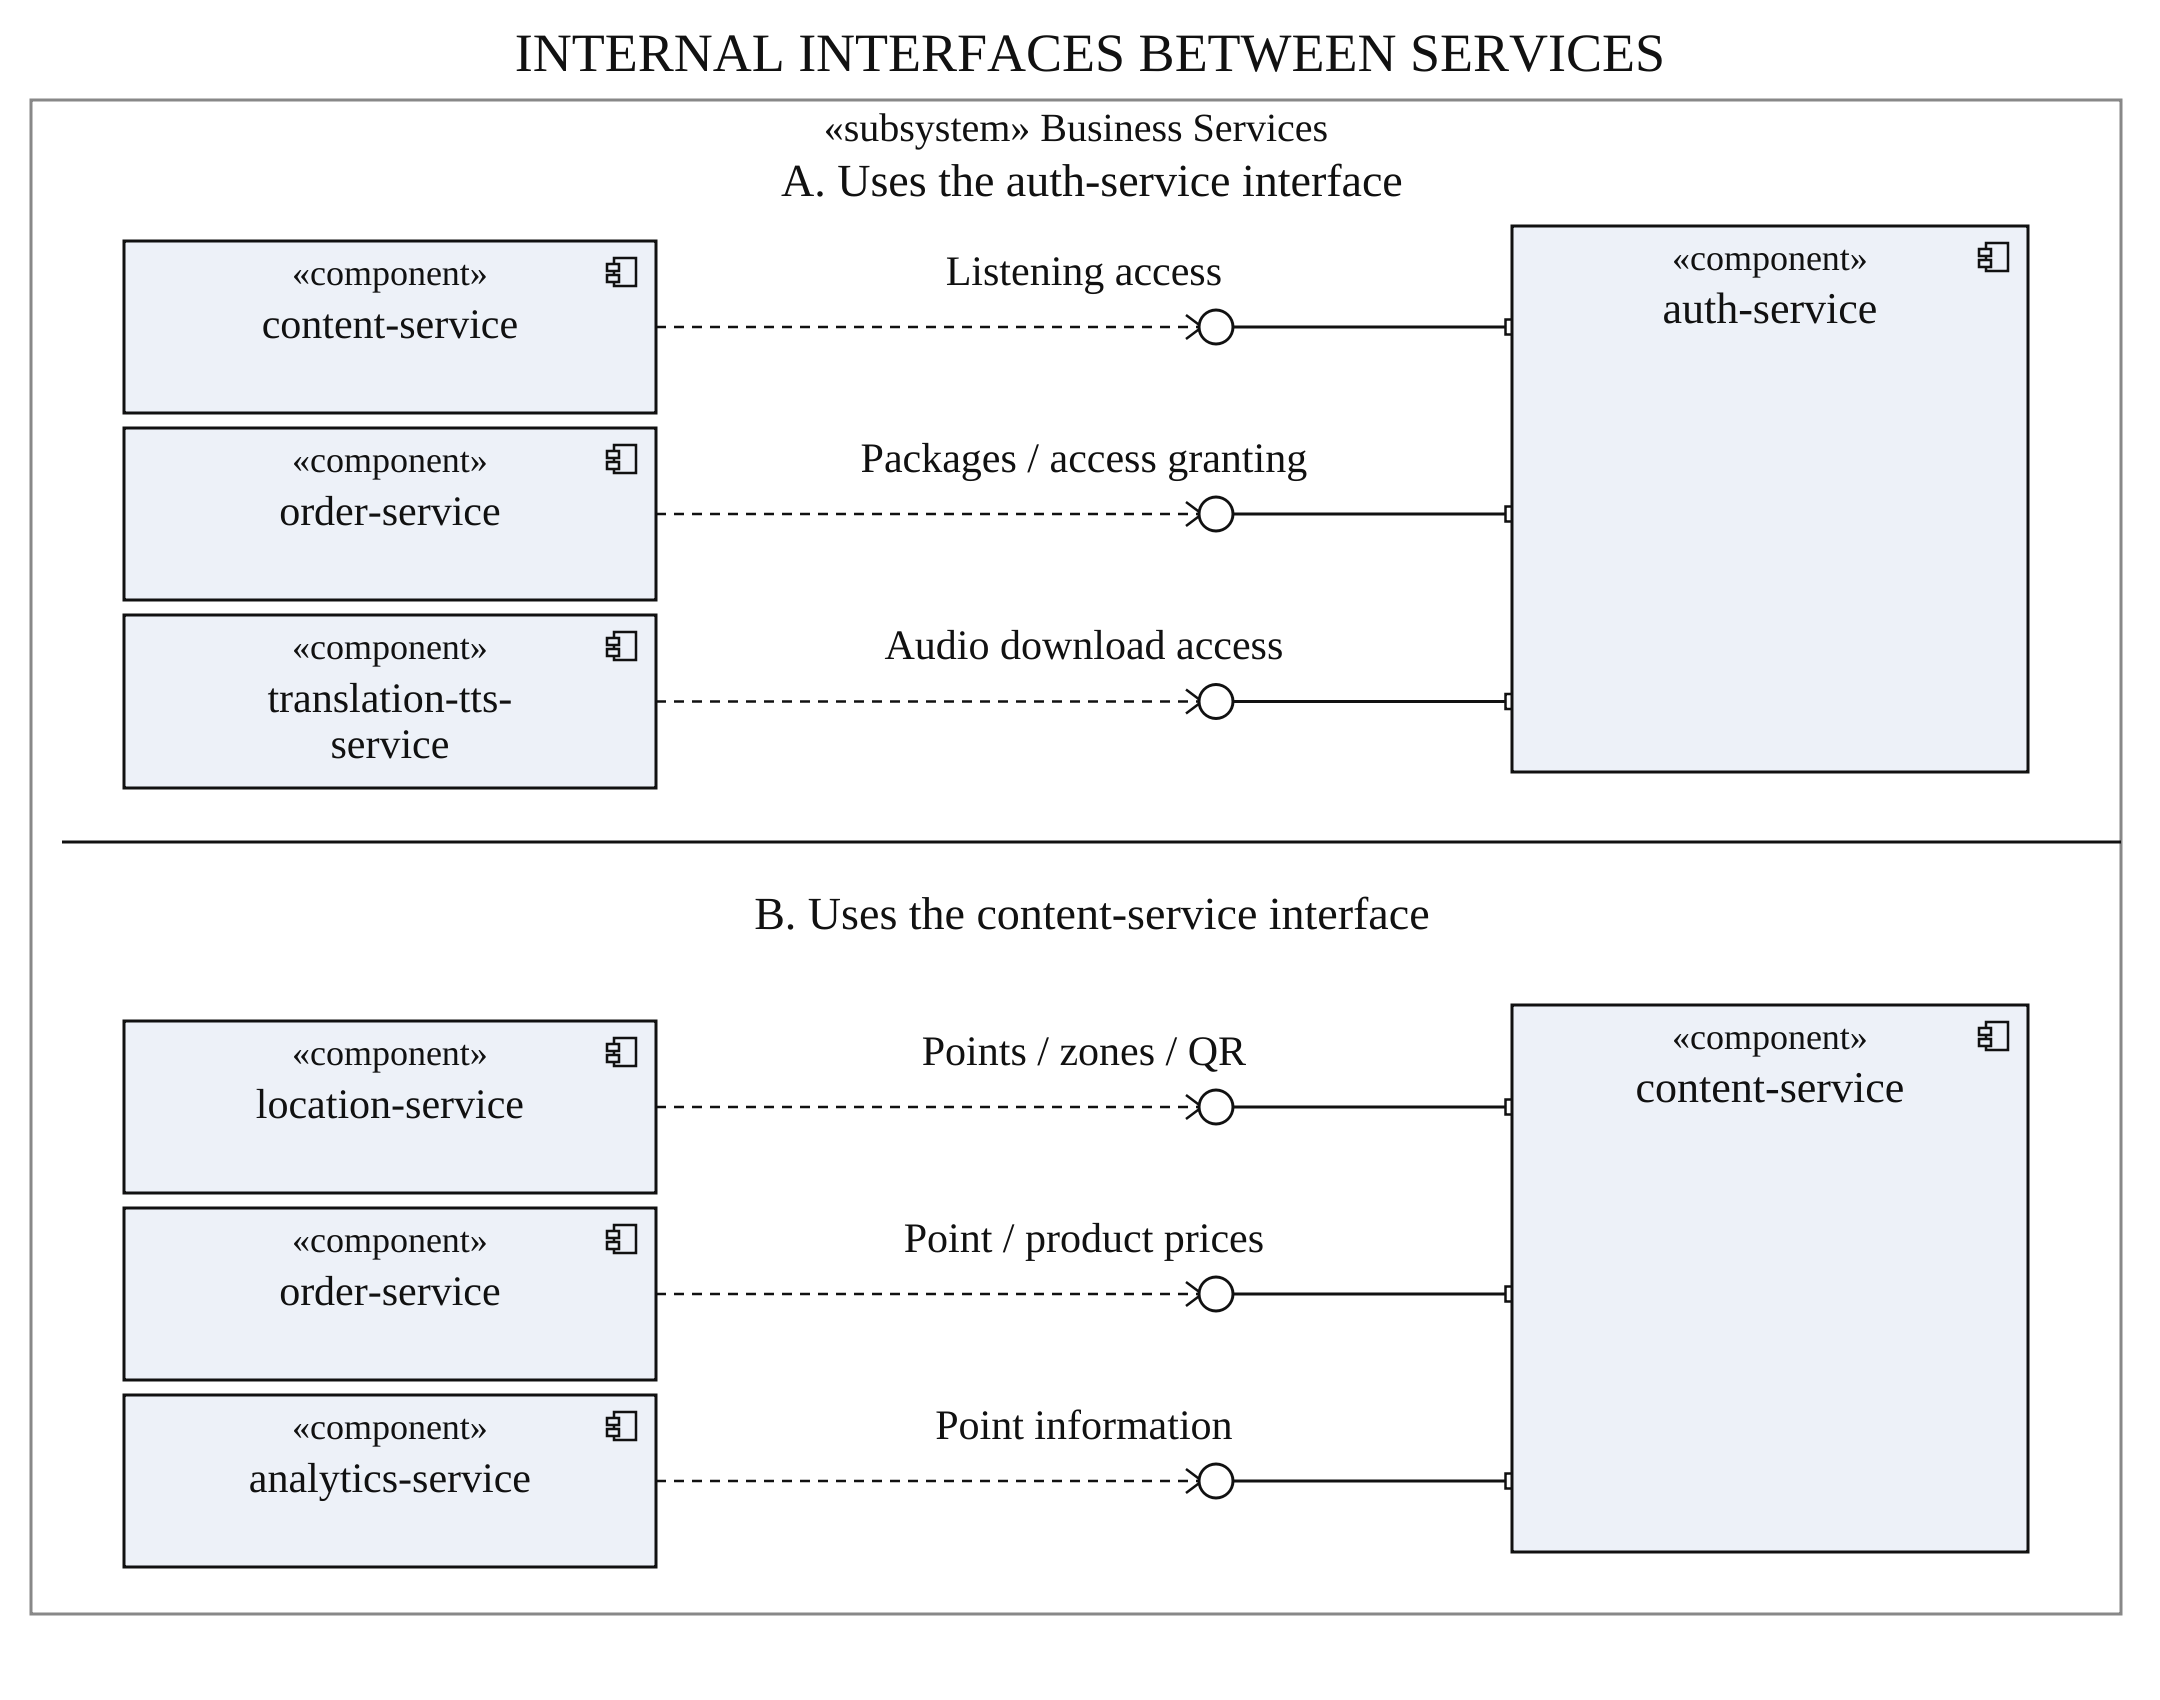 INTERNAL INTERFACES BETWEEN SERVICES
«subsystem» Business Services
A. Uses the auth-service interface
«component»
content-service
Listening access
«component»
auth-service
«component»
order-service
Packages / access granting
«component»
translation-tts-
service
Audio download access
B. Uses the content-service interface
«component»
location-service
Points / zones / QR
«component»
content-service
«component»
order-service
Point / product prices
«component»
analytics-service
Point information